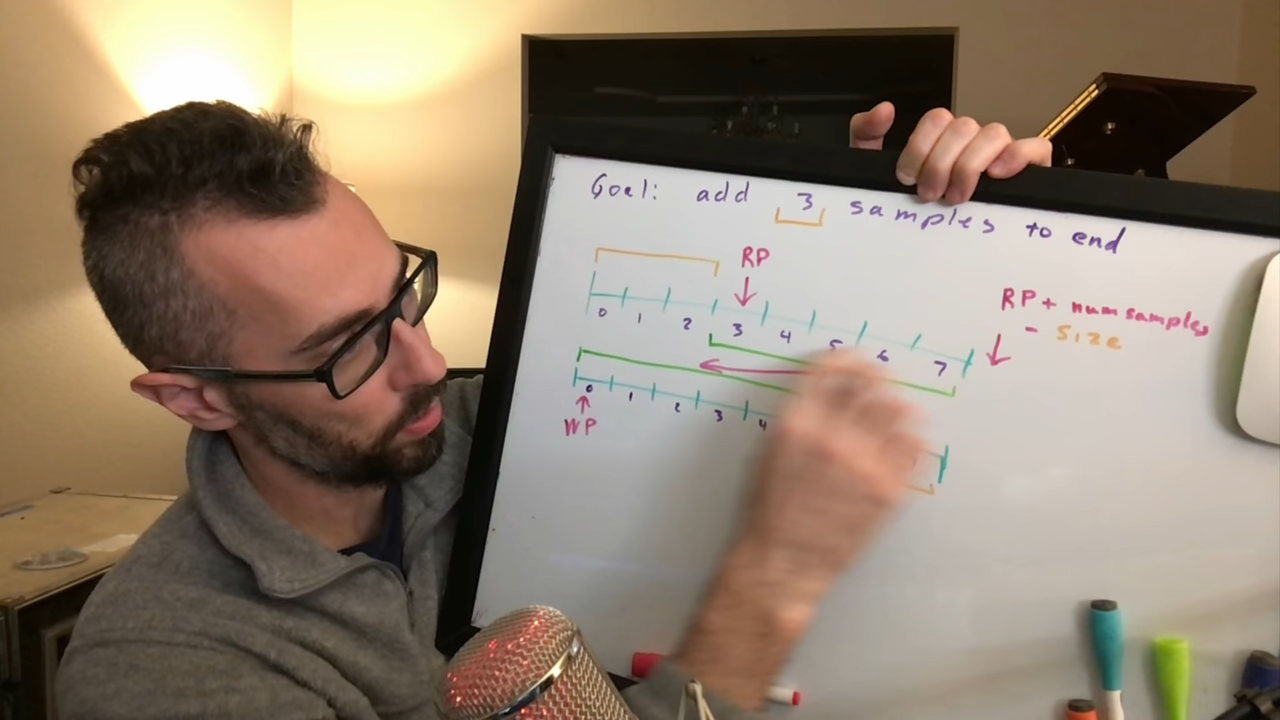 Goal: add 3 samples to end
RP
RP + num samples
- size
0 1 2 3 4 5 6 7
0 1 2 3 4
WP